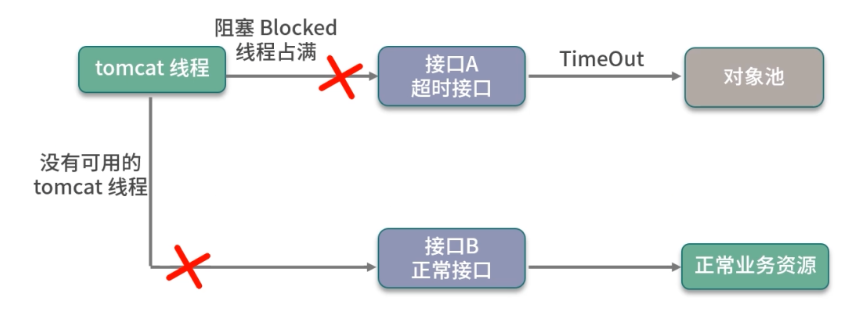 阻塞 Blocked
线程占满
tomcat 线程
接口A
超时接口
TimeOut
对象池
没有可用的
tomcat 线程
接口B
正常接口
正常业务资源